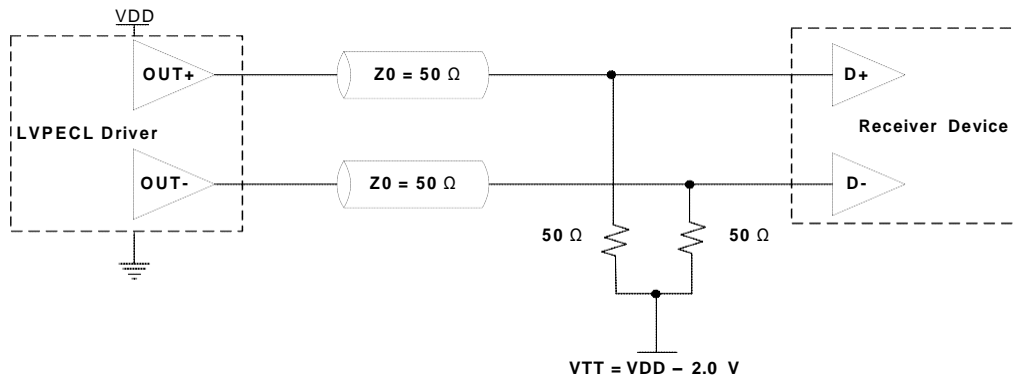 VDD
OUT+
Z0 = 50 Ω
D+
LVPECL Driver
Receiver Device
OUT-
Z0 = 50 Ω
D-
50 Ω
50 Ω
VTT = VDD – 2.0 V